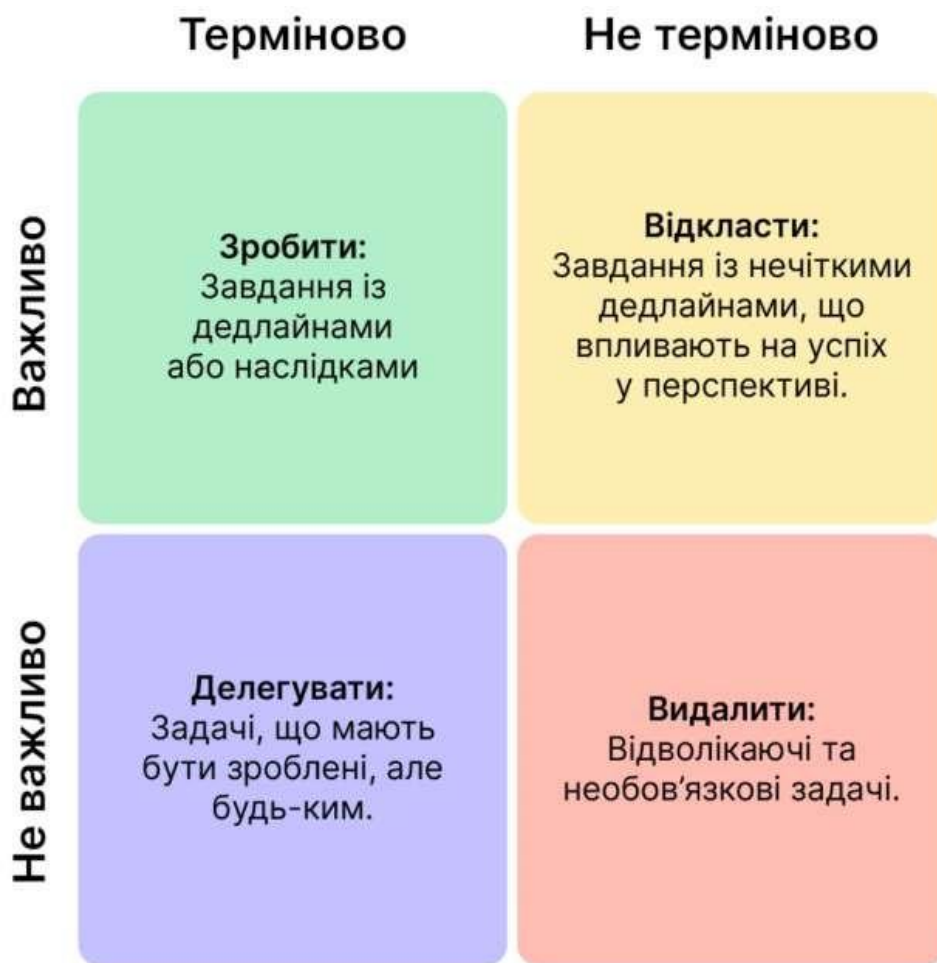 Терміново
Не терміново
Важливо
Зробити:
Завдання із
дедлайнами
або наслідками
Відкласти:
Завдання із нечіткими
дедлайнами, що
впливають на успіх
у перспективі.
Не важливо
Делегувати:
Задачі, що мають
бути зроблені, але
будь-ким.
Видалити:
Відволікаючі та
необов’язкові задачі.